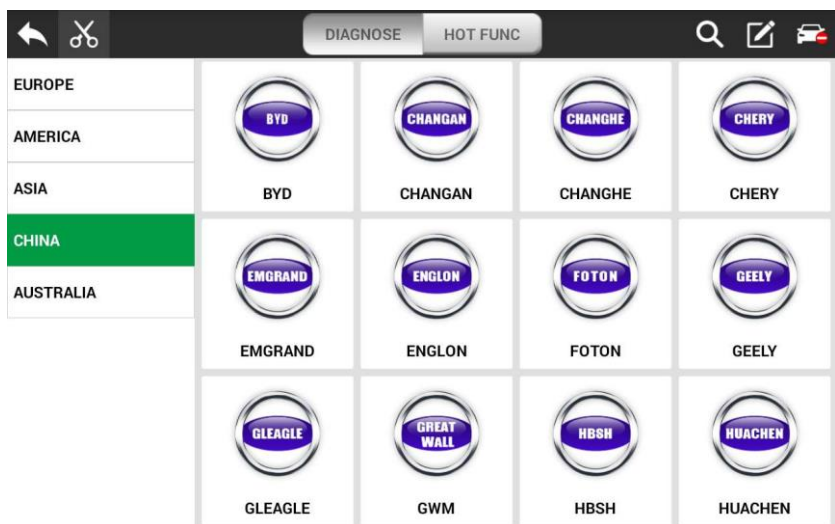 DIAGNOSE HOT FUNC
EUROPE
AMERICA
ASIA
CHINA
AUSTRALIA
BYD CHANGAN CHANGHE CHERY
BYD CHANGAN CHANGHE CHERY
EMGRAND ENGLON FOTON GEELY
EMGRAND ENGLON FOTON GEELY
GLEAGLE GREAT WALL HBSH HUACHEN
GLEAGLE GWM HBSH HUACHEN